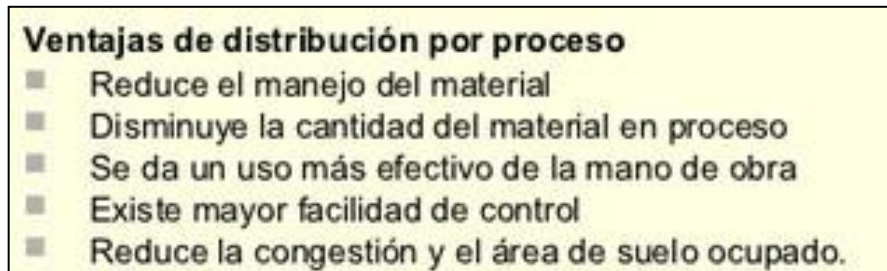 Ventajas de distribución por proceso
Reduce el manejo del material
Disminuye la cantidad del material en proceso
Se da un uso más efectivo de la mano de obra
Existe mayor facilidad de control
Reduce la congestión y el área de suelo ocupado.